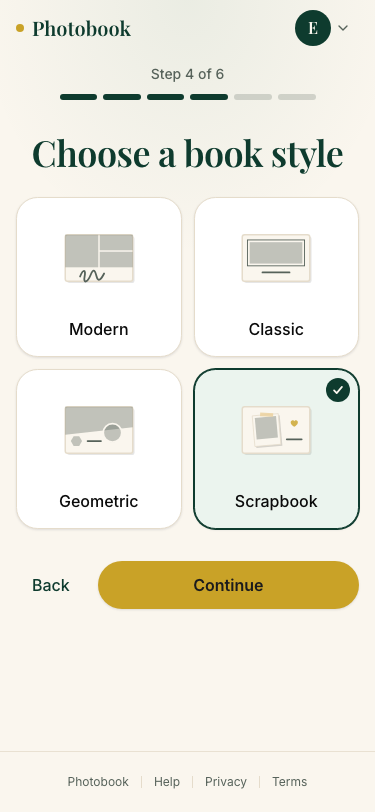 Photobook
E
Step 4 of 6
Choose a book style
Modern
Classic
Geometric
Scrapbook
Back
Continue
Photobook
Help
Privacy
Terms